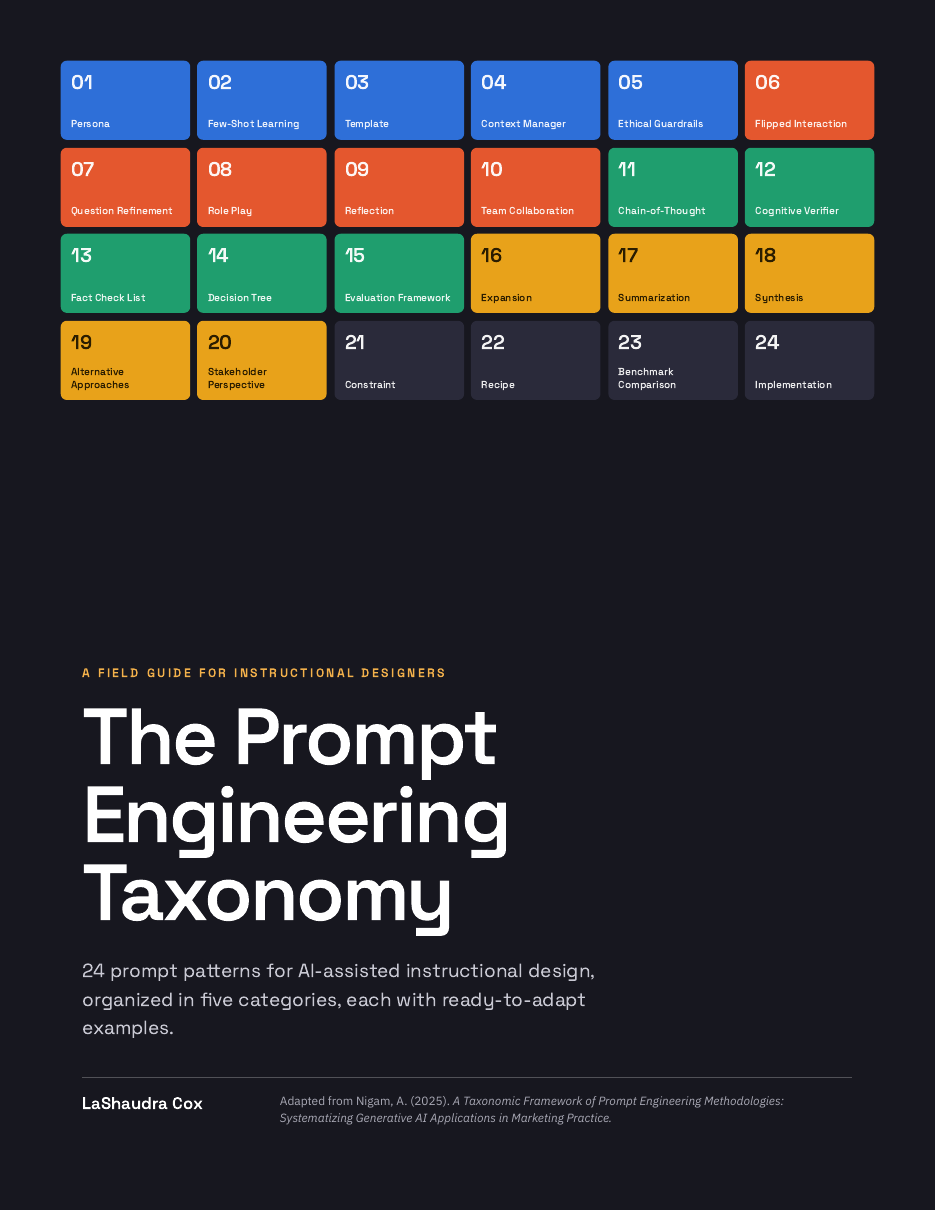 01
Persona
02
Few-Shot Learning
03
Template
04
Context Manager
05
Ethical Guardrails
06
Flipped Interaction
07
Question Refinement
08
Role Play
09
Reflection
10
Team Collaboration
11
Chain-of-Thought
12
Cognitive Verifier
13
Fact Check List
14
Decision Tree
15
Evaluation Framework
16
Expansion
17
Summarization
18
Synthesis
19
Alternative
Approaches
20
Stakeholder
Perspective
21
Constraint
22
Recipe
23
Benchmark
Comparison
24
Implementation
A FIELD GUIDE FOR INSTRUCTIONAL DESIGNERS
The Prompt
Engineering
Taxonomy
24 prompt patterns for AI-assisted instructional design,
organized in five categories, each with ready-to-adapt
examples.
LaShaudra Cox
Adapted from Nigam, A. (2025). A Taxonomic Framework of Prompt Engineering Methodologies:
Systematizing Generative AI Applications in Marketing Practice.